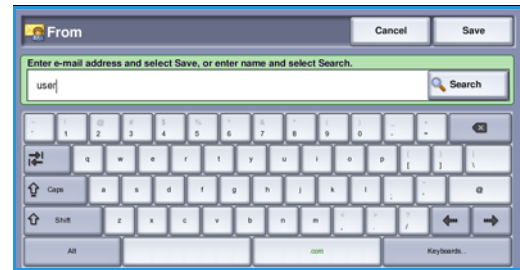 From
Cancel
Save
Enter e-mail address and select Save, or enter name and select Search.
user
Search
1 2 3 4 5 6 7 8 9 0
q w e r t y u i o p [ ] \
Caps a s d f g h j k l ; @
Shift z x c v b n m , . /
Alt .com Keyboards...